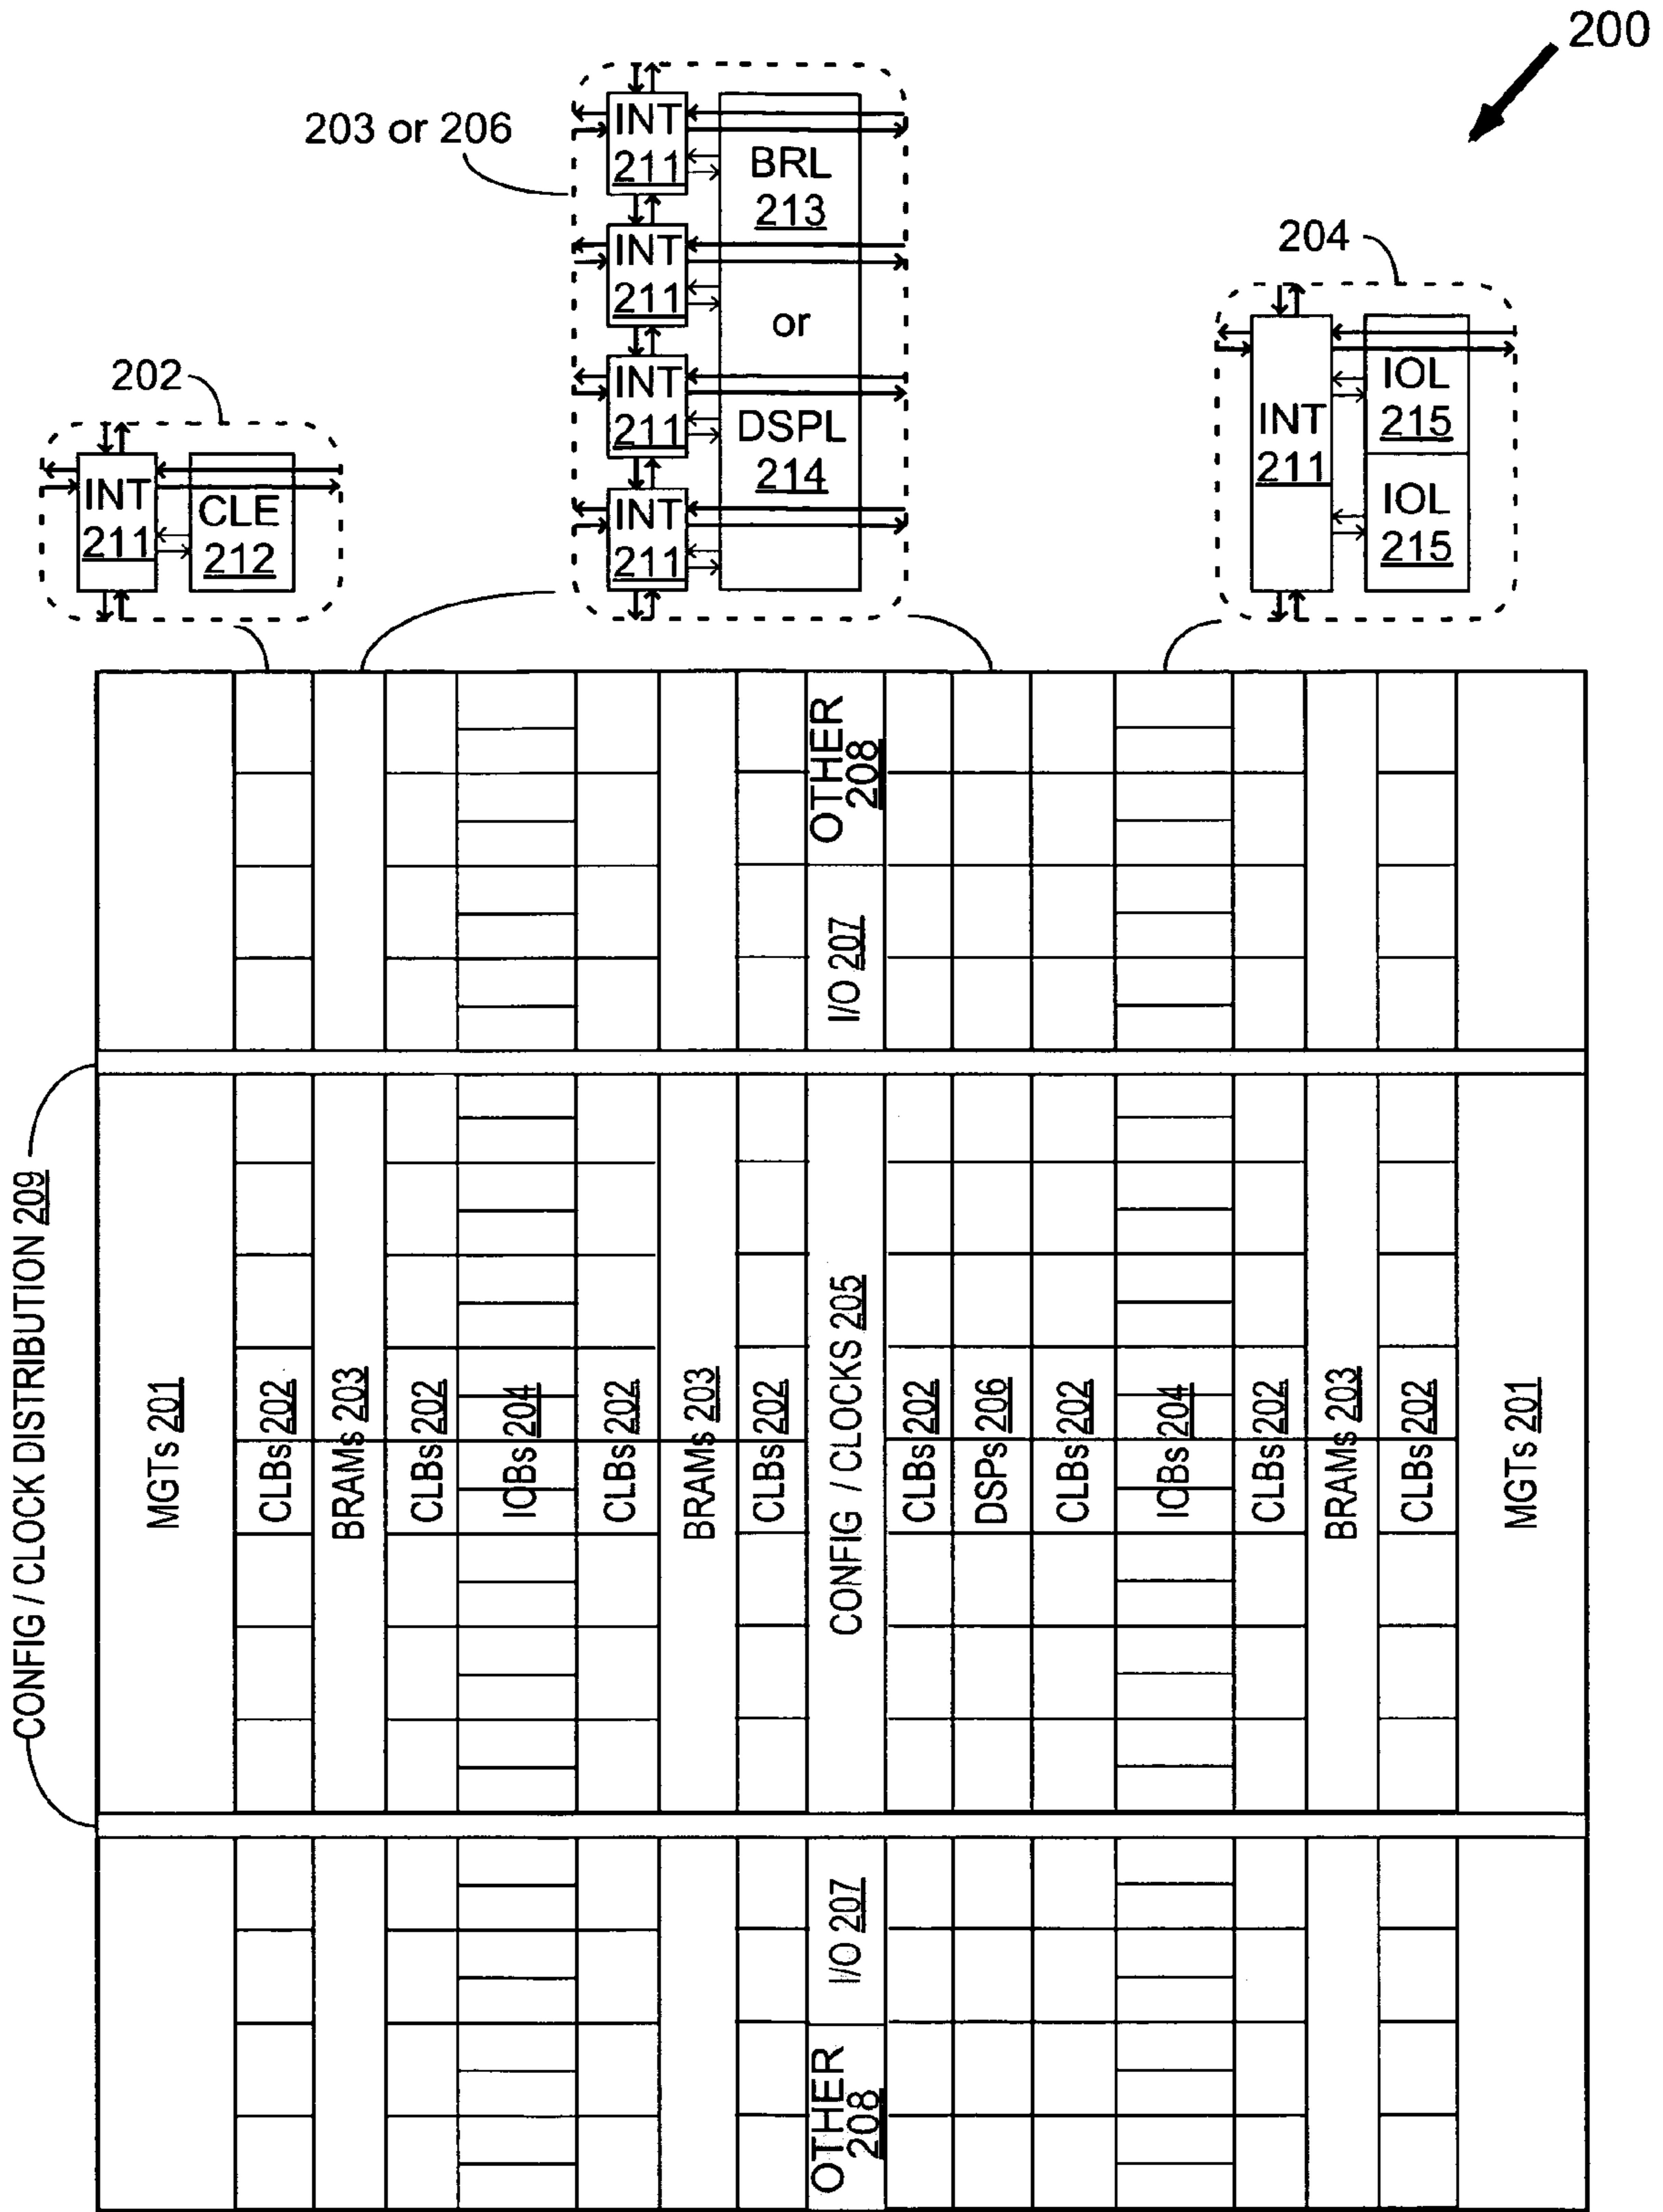 200
203 or 206
INT
211
INT
211
INT
211
INT
211
BRL
213
or
DSPL
214
204
INT
211
IOL
215
IOL
215
202
INT
211
CLE
212
OTHER
208
I/O 207
CONFIG / CLOCK DISTRIBUTION 209
MGTs 201
CLBs 202
BRAMs 203
CLBs 202
IOBs 204
CLBs 202
BRAMs 203
CLBs 202
CONFIG / CLOCKS 205
CLBs 202
DSPs 206
CLBs 202
IOBs 204
CLBs 202
BRAMs 203
CLBs 202
MGTs 201
I/O 207
OTHER
208